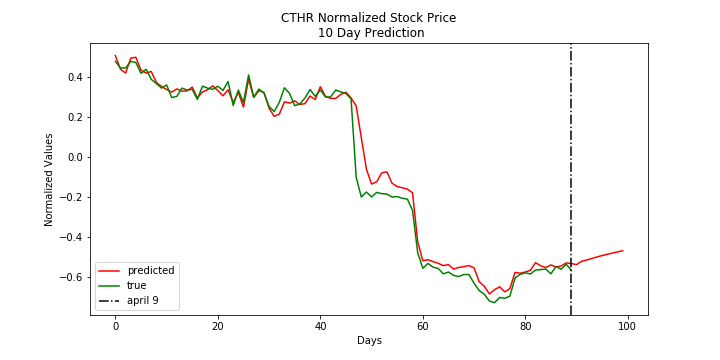 CTHR Normalized Stock Price
10 Day Prediction
Normalized Values
0.4
0.2
0.0
−0.2
−0.4
−0.6
predicted
true
april 9
0 20 40 60 80 100
Days